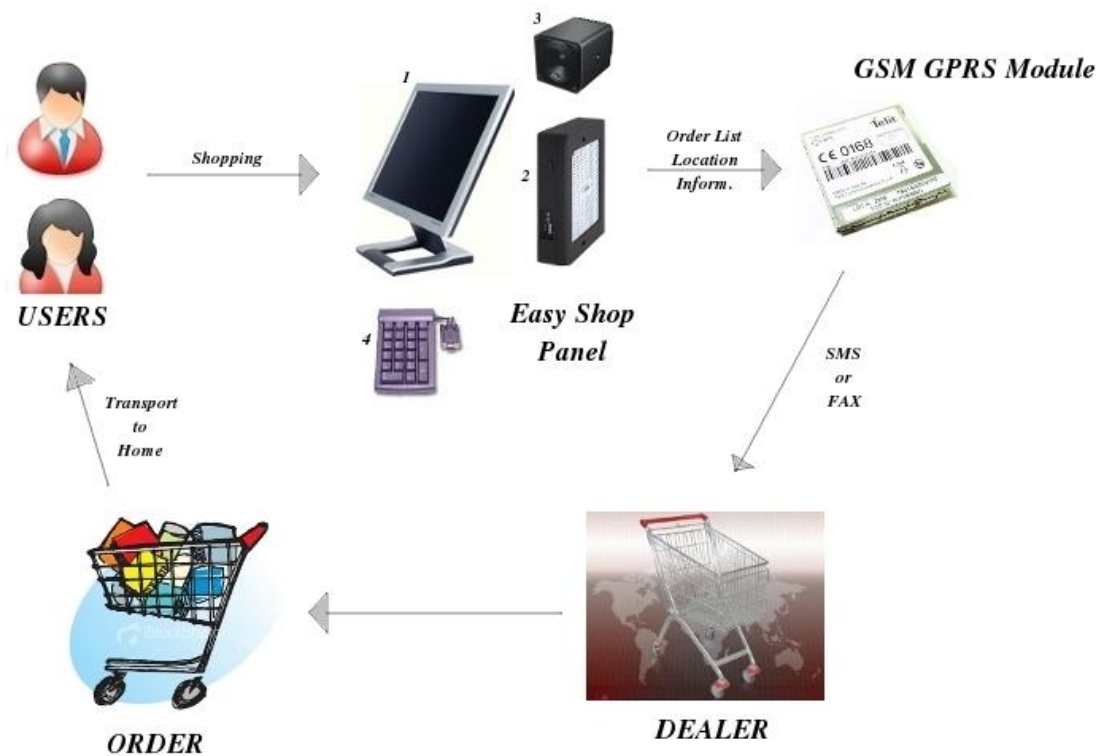 3
GSM GPRS Module
1
Telit
CE 0168
Shopping
Order List
Location
Inform.
2
USERS
Easy Shop
Panel
4
SMS
or
FAX
Transport
to
Home
ORDER
DEALER